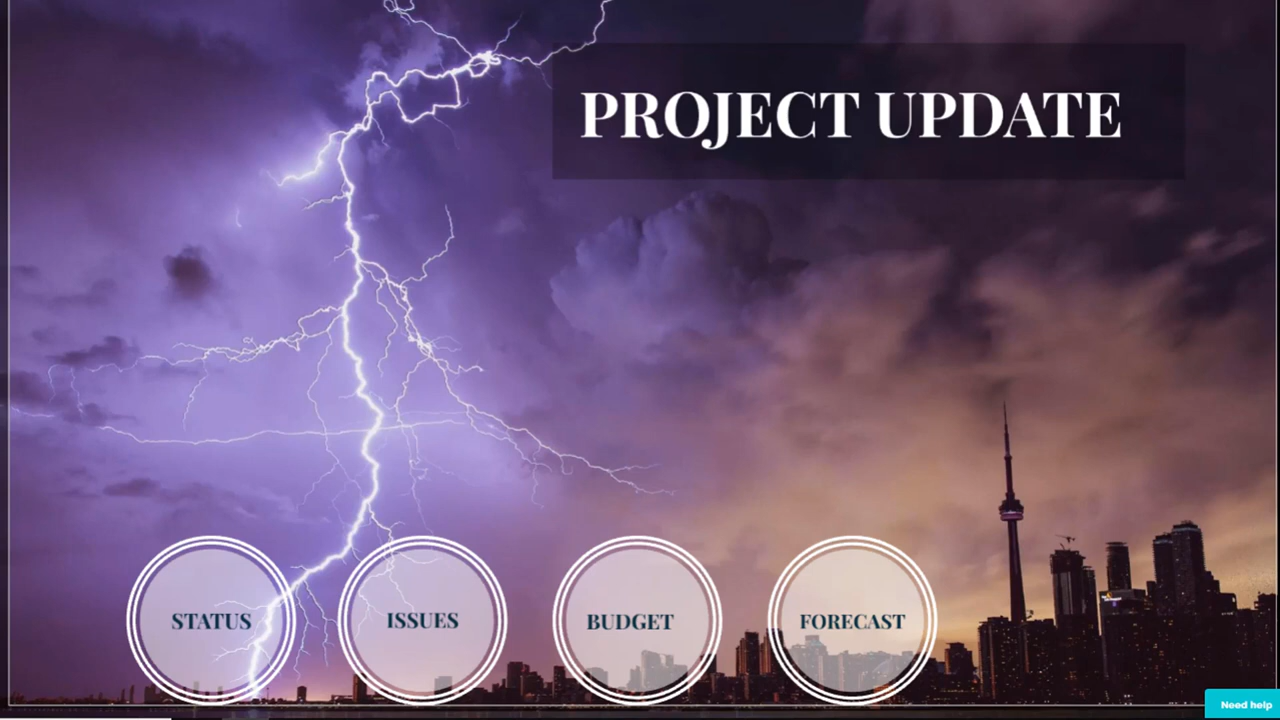 PROJECT UPDATE
STATUS
ISSUES
BUDGET
FORECAST
Need help